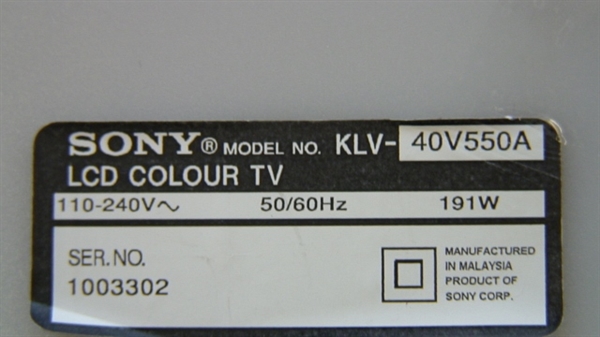 SONY® MODEL NO. KLV-40V550A
LCD COLOUR TV
110-240V~ 50/60Hz 191W
SER.NO.
1003302
MANUFACTURED
IN MALAYSIA
PRODUCT OF
SONY CORP.